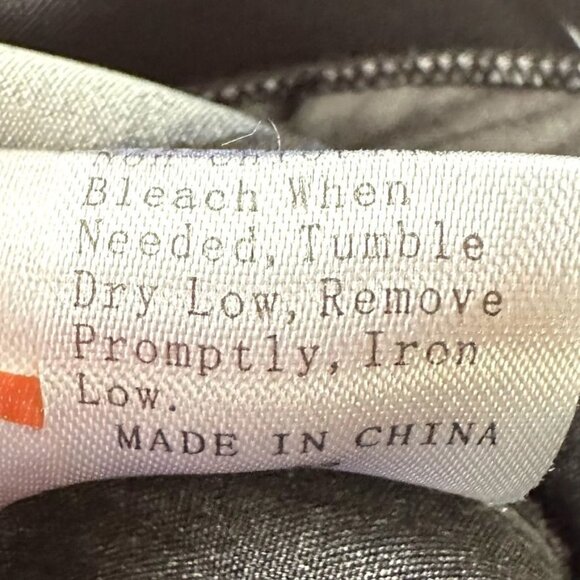 Bleach When
Needed, Tumble
Dry Low, Remove
Promptly, Iron
Low.
MADE IN CHINA